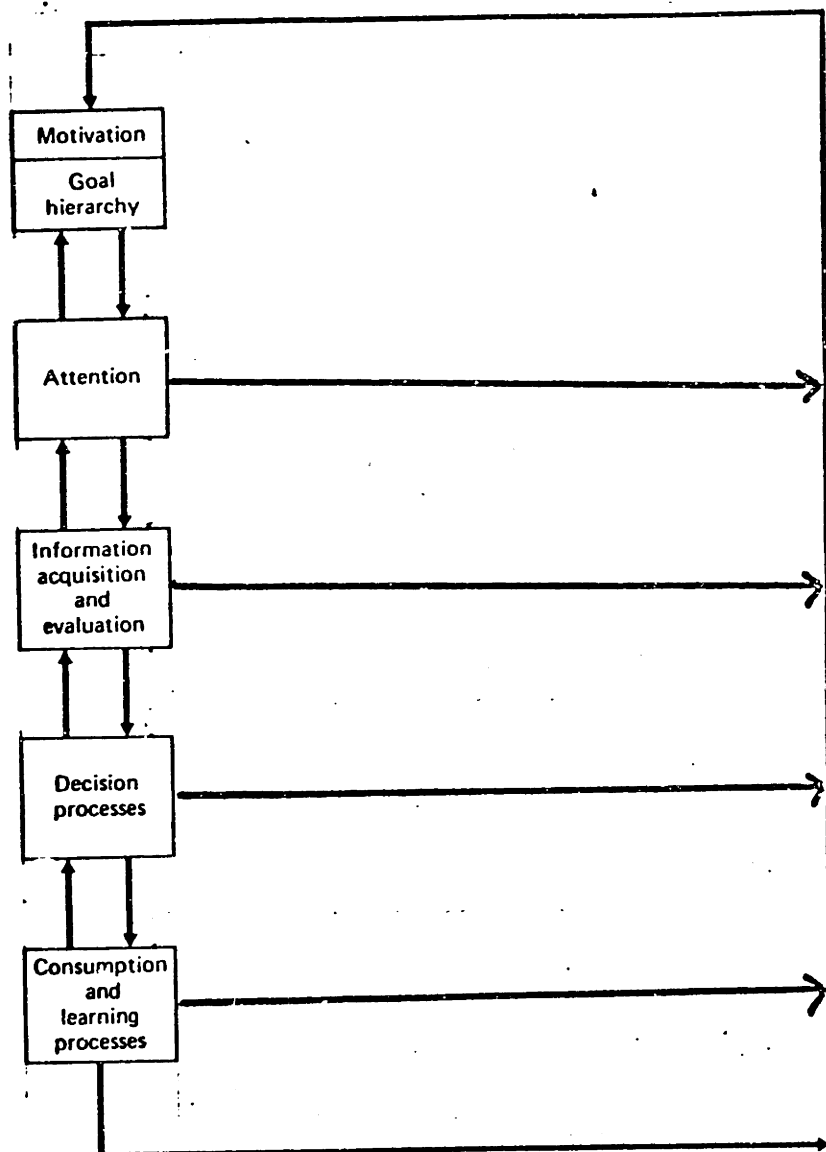 Motivation
Goal
hierarchy
Attention
Information
acquisition
and
evaluation
Decision
processes
Consumption
and
learning
processes